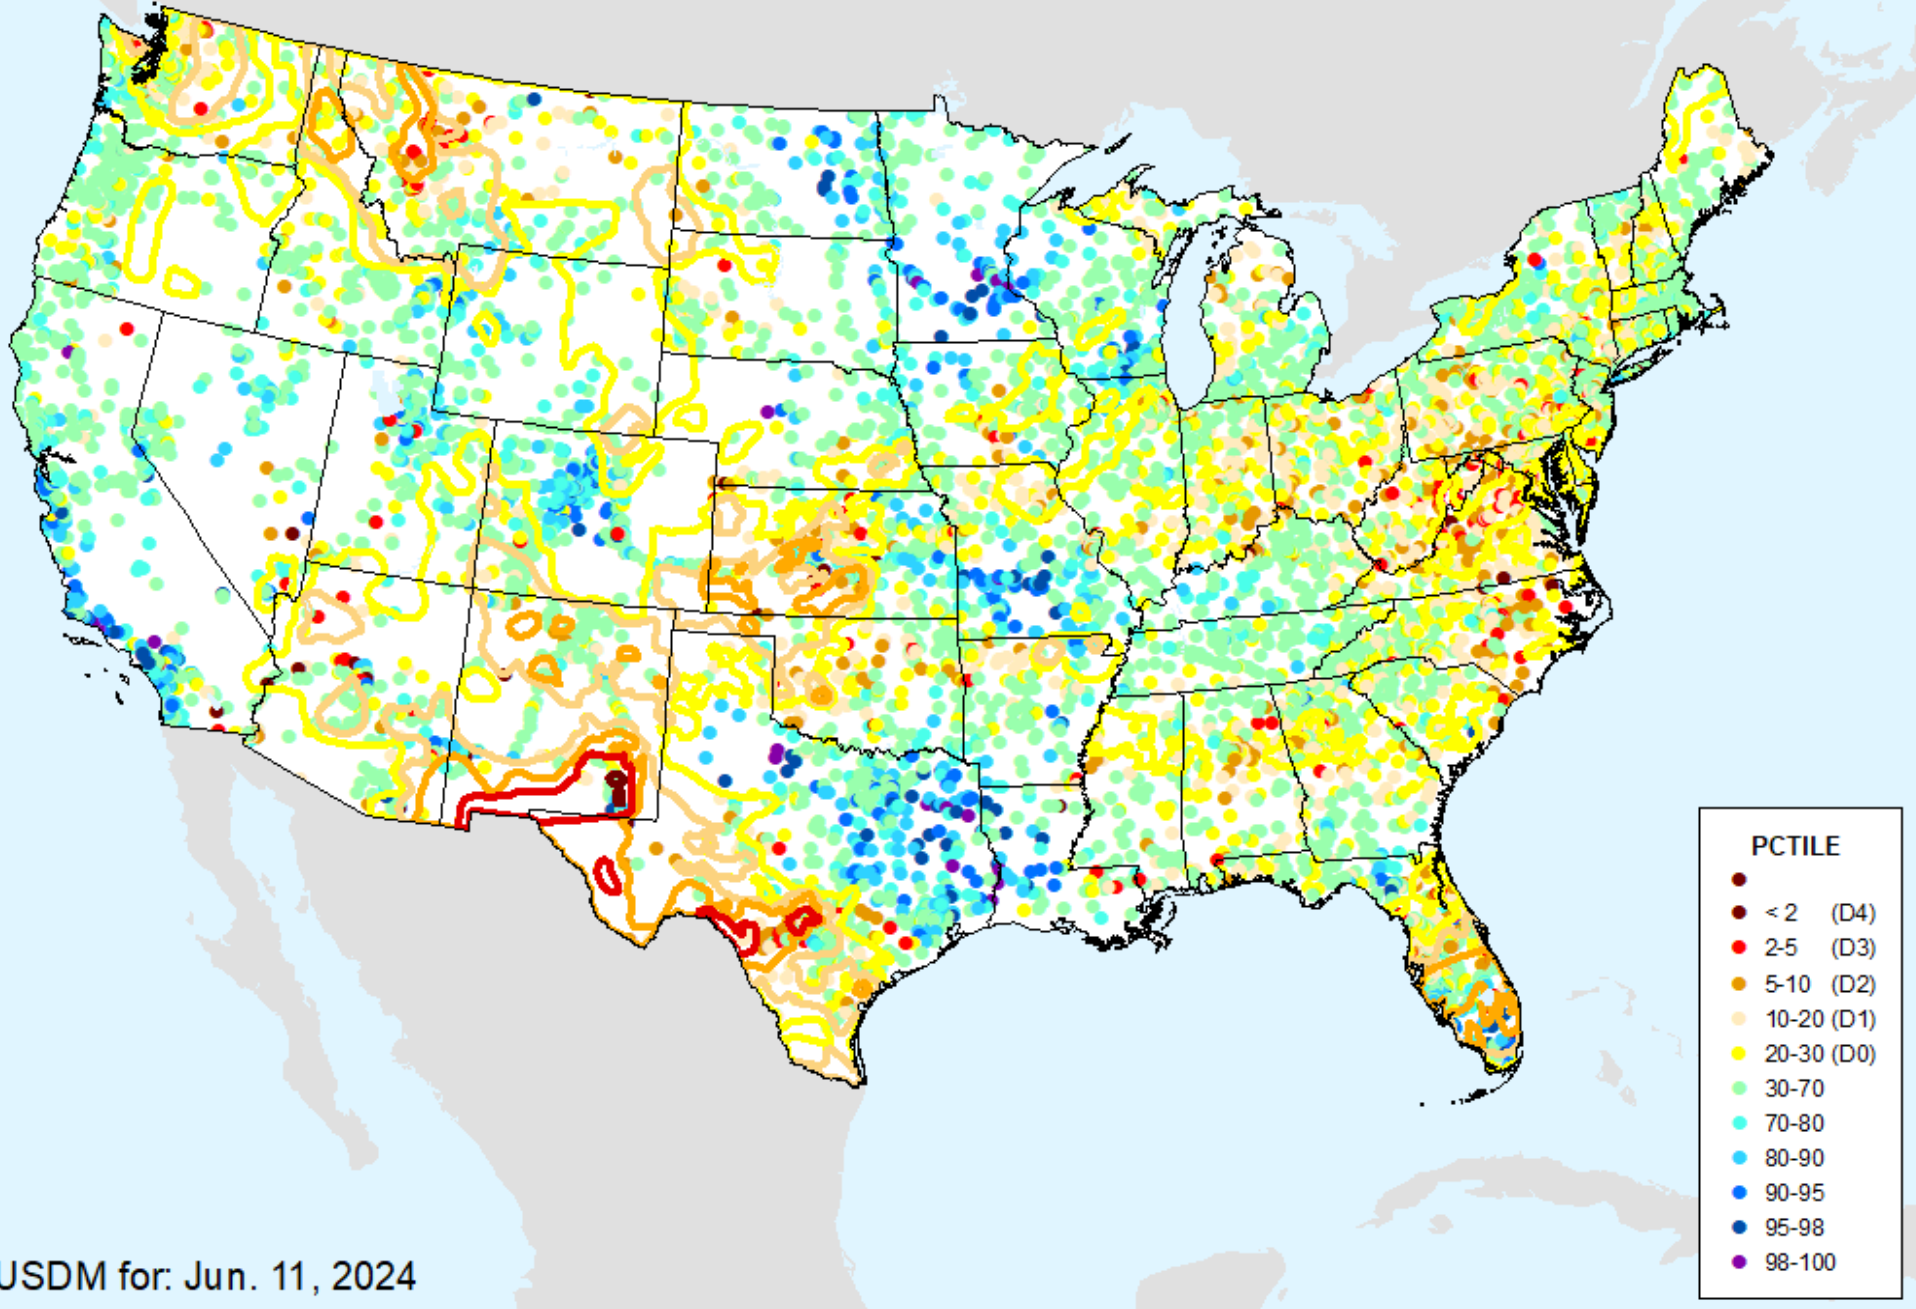 PCTILE
< 2 (D4)
2-5 (D3)
5-10 (D2)
10-20 (D1)
20-30 (D0)
30-70
70-80
80-90
90-95
95-98
98-100
USDM for: Jun. 11, 2024